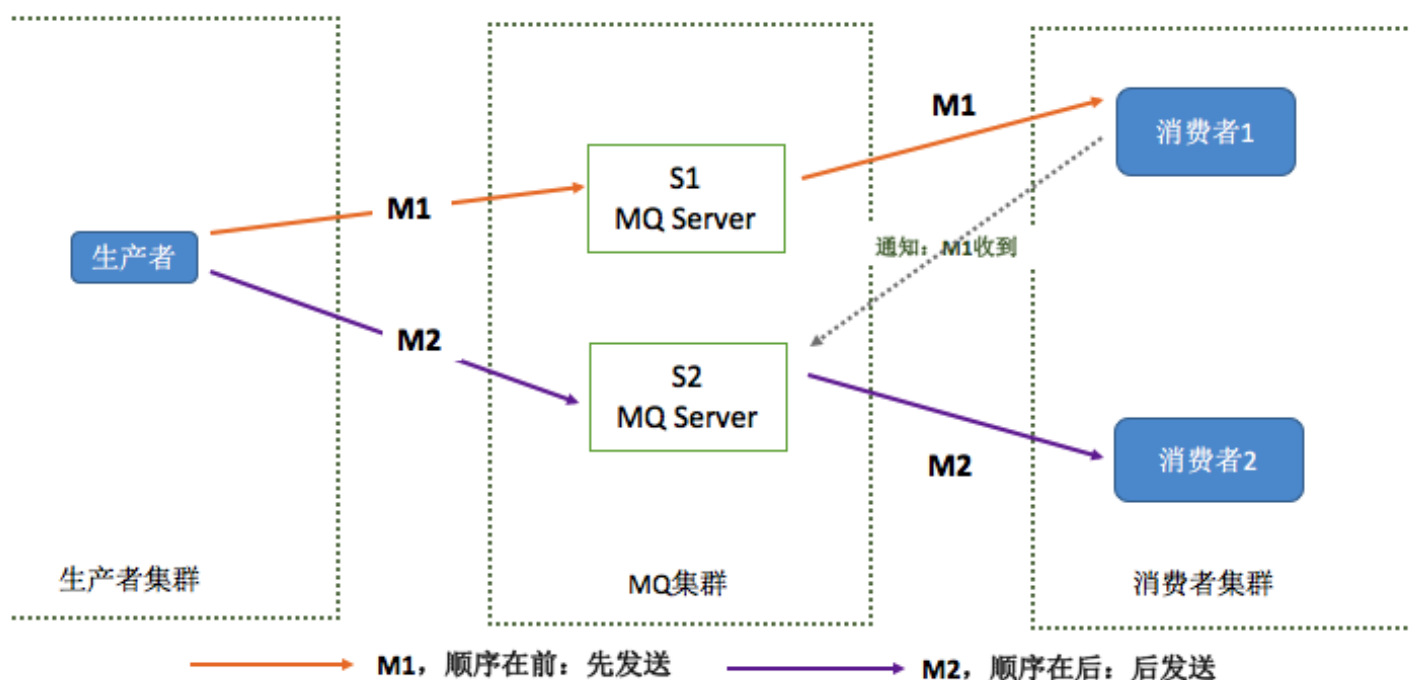 M1
消费者1
S1
MQ Server
M1
生产者
通知：M1收到
M2
S2
MQ Server
M2
消费者2
生产者集群
MQ集群
消费者集群
M1，顺序在前：先发送
M2，顺序在后：后发送